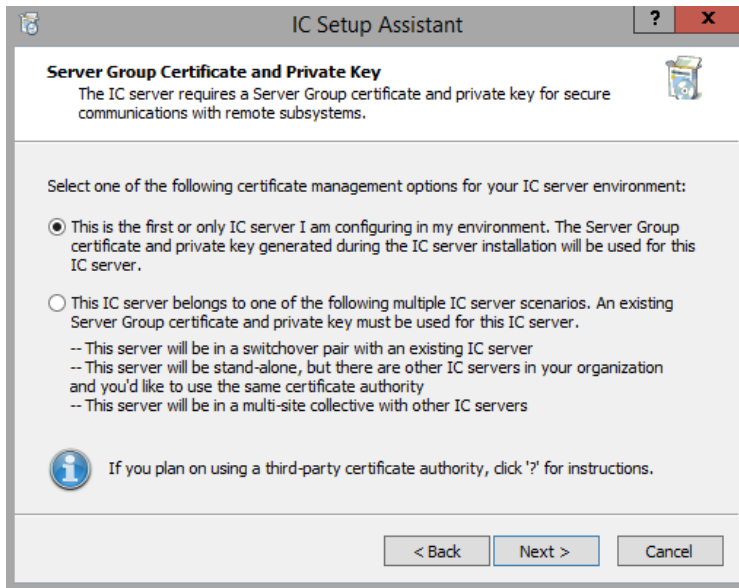 IC Setup Assistant
?
x
Server Group Certificate and Private Key
The IC server requires a Server Group certificate and private key for secure
communications with remote subsystems.
Select one of the following certificate management options for your IC server environment:
This is the first or only IC server I am configuring in my environment. The Server Group
certificate and private key generated during the IC server installation will be used for this
IC server.
This IC server belongs to one of the following multiple IC server scenarios. An existing
Server Group certificate and private key must be used for this IC server.
-- This server will be in a switchover pair with an existing IC server
-- This server will be stand-alone, but there are other IC servers in your organization
and you'd like to use the same certificate authority
-- This server will be in a multi-site collective with other IC servers
If you plan on using a third-party certificate authority, click '?' for instructions.
< Back
Next >
Cancel